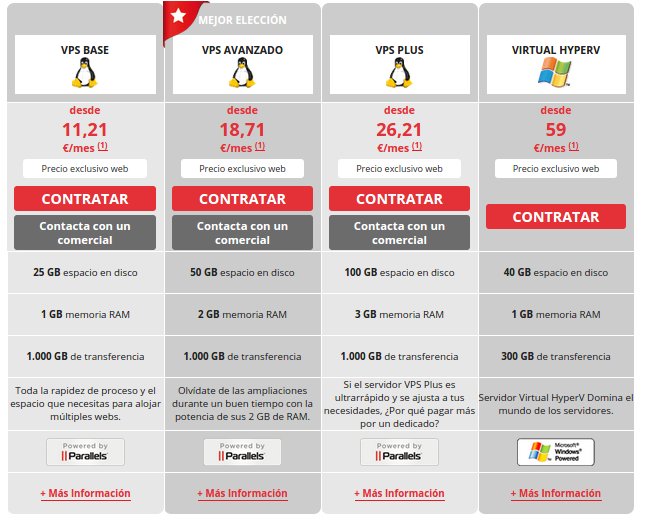 MEJOR ELECCIÓN
VPS BASE
desde
11,21
€/mes (1)
Precio exclusivo web
CONTRATAR
Contacta con un
comercial
25 GB espacio en disco
1 GB memoria RAM
1.000 GB de transferencia
Toda la rapidez de proceso y el
espacio que necesitas para alojar
múltiples webs.
Powered by
Parallels
+ Más Información
VPS AVANZADO
desde
18,71
€/mes (1)
Precio exclusivo web
CONTRATAR
Contacta con un
comercial
50 GB espacio en disco
2 GB memoria RAM
1.000 GB de transferencia
Olvídate de las ampliaciones
durante un buen tiempo con la
potencia de sus 2 GB de RAM.
Powered by
Parallels
+ Más Información
VPS PLUS
desde
26,21
€/mes (1)
Precio exclusivo web
CONTRATAR
Contacta con un
comercial
100 GB espacio en disco
3 GB memoria RAM
1.000 GB de transferencia
Si el servidor VPS Plus es
ultrarrápido y se ajusta a tus
necesidades, ¿Por qué pagar más
por un dedicado?
Powered by
Parallels
+ Más Información
VIRTUAL HYPERV
desde
59
€/mes (1)
Precio exclusivo web
CONTRATAR
40 GB espacio en disco
1 GB memoria RAM
300 GB de transferencia
Servidor Virtual HyperV Domina el
mundo de los servidores.
Microsoft®
Windows®
Powered
+ Más Información